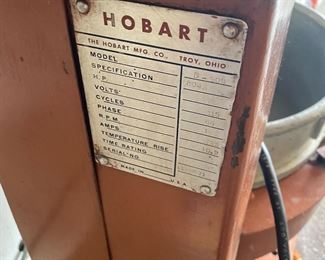 HOBART
THE HOBART MFG. CO., TROY, OHIO
MODEL
SPECIFICATION
H.P.
VOLTS
CYCLES
PHASE
R.P.M.
AMPS.
TEMPERATURE RISE
TIME RATING
SERIAL NO.
MADE IN U.S.A.